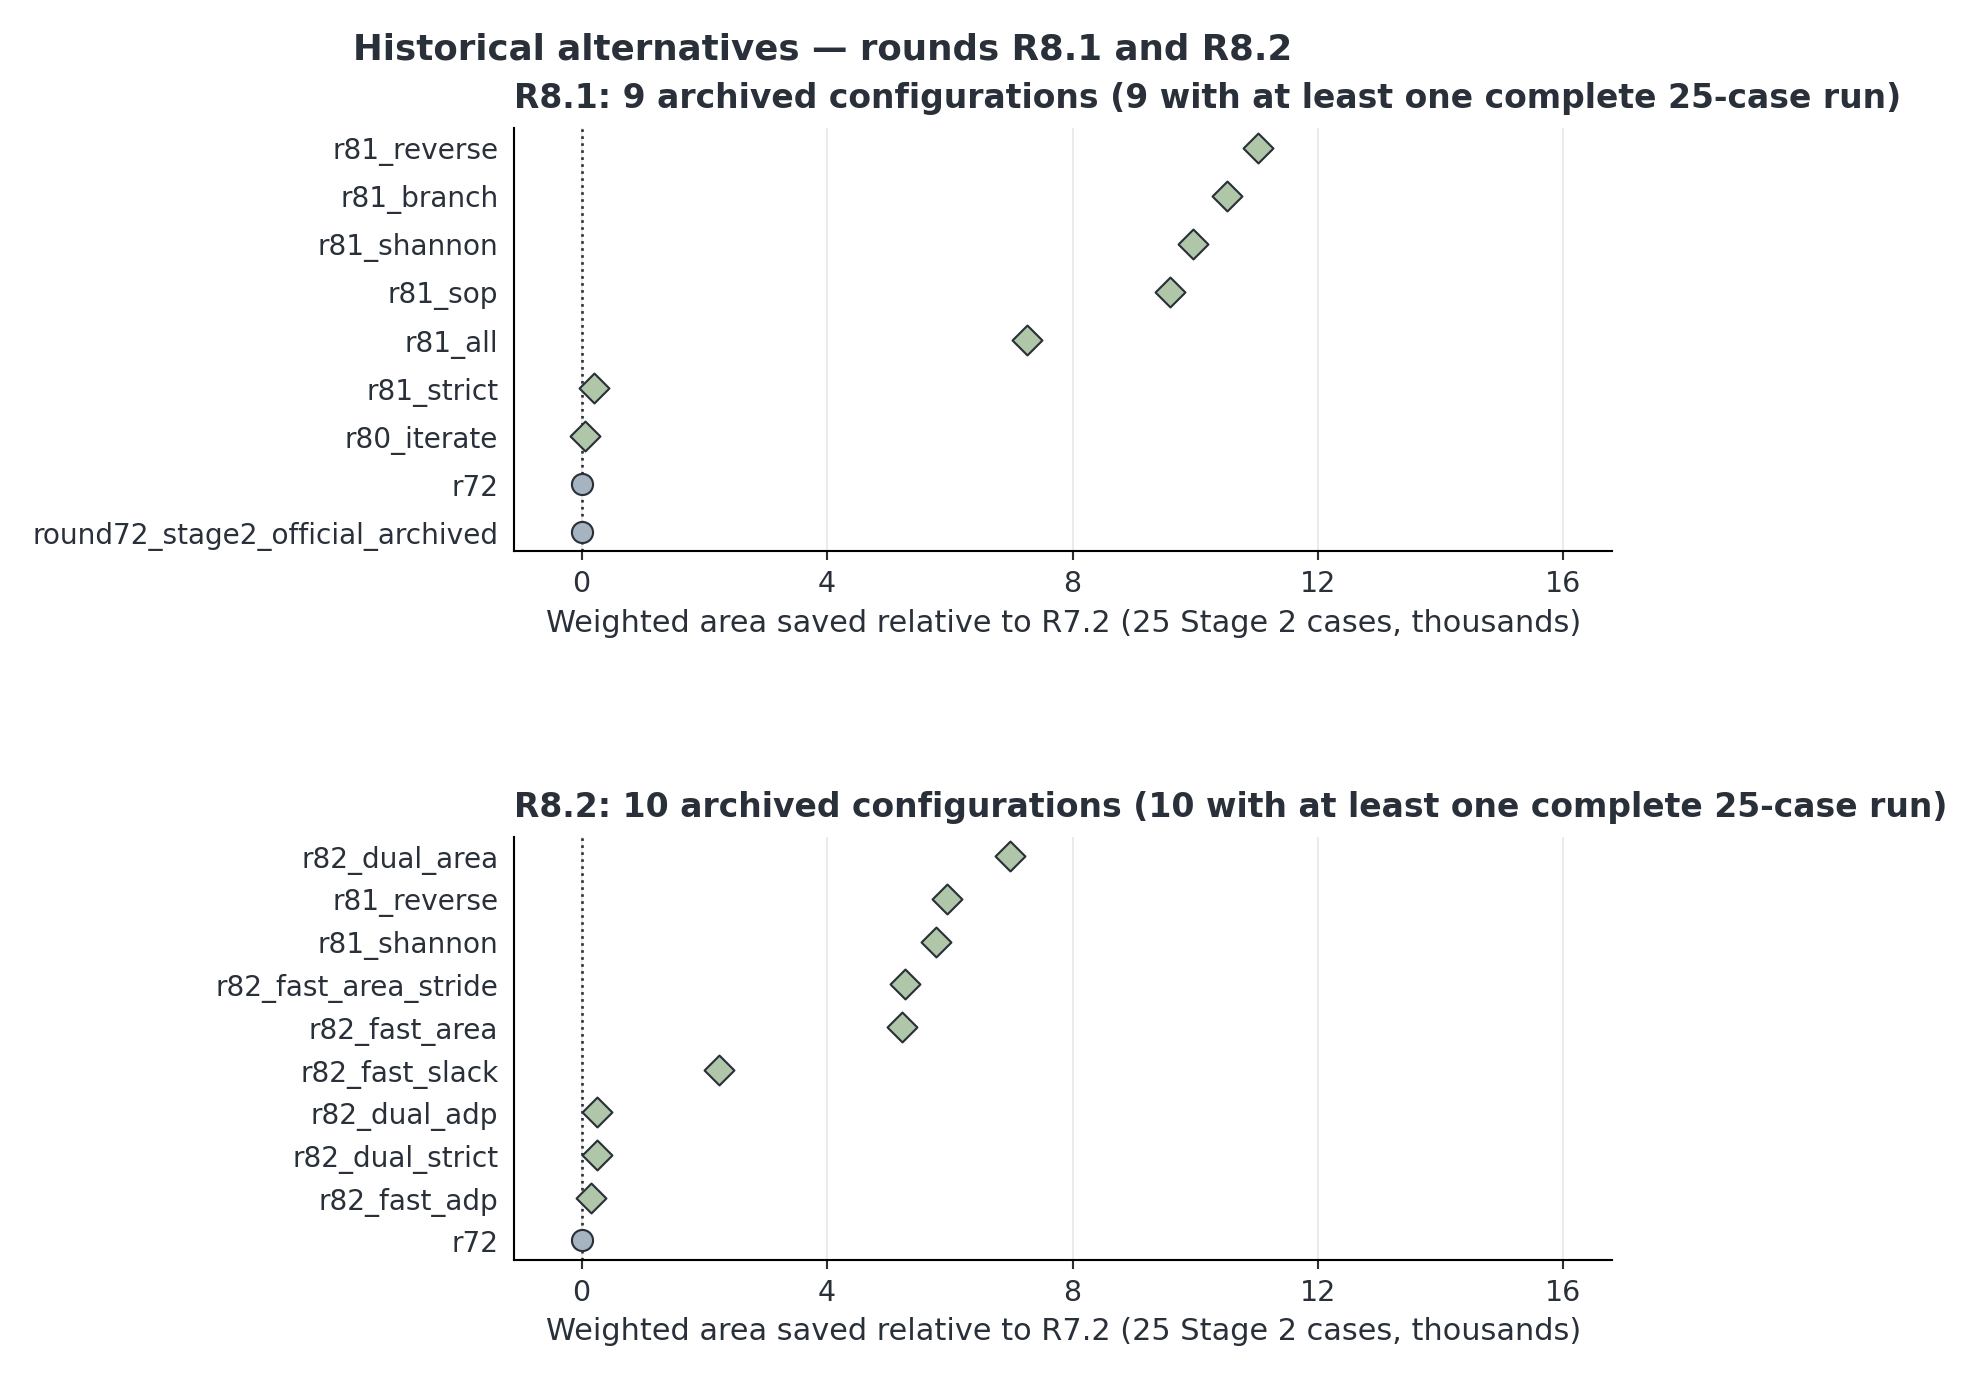 Historical alternatives — rounds R8.1 and R8.2
R8.1: 9 archived configurations (9 with at least one complete 25-case run)
r81_reverse
r81_branch
r81_shannon
r81_sop
r81_all
r81_strict
r80_iterate
r72
round72_stage2_official_archived
0 4 8 12 16
Weighted area saved relative to R7.2 (25 Stage 2 cases, thousands)
R8.2: 10 archived configurations (10 with at least one complete 25-case run)
r82_dual_area
r81_reverse
r81_shannon
r82_fast_area_stride
r82_fast_area
r82_fast_slack
r82_dual_adp
r82_dual_strict
r82_fast_adp
r72
0 4 8 12 16
Weighted area saved relative to R7.2 (25 Stage 2 cases, thousands)